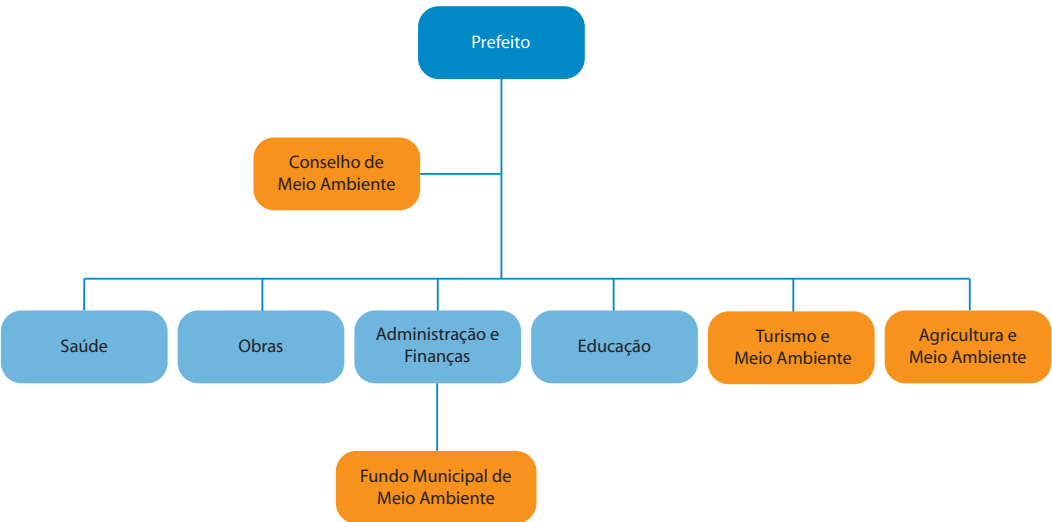 Prefeito
Conselho de
Meio Ambiente
Saúde
Obras
Administração e
Finanças
Educação
Turismo e
Meio Ambiente
Agricultura e
Meio Ambiente
Fundo Municipal de
Meio Ambiente